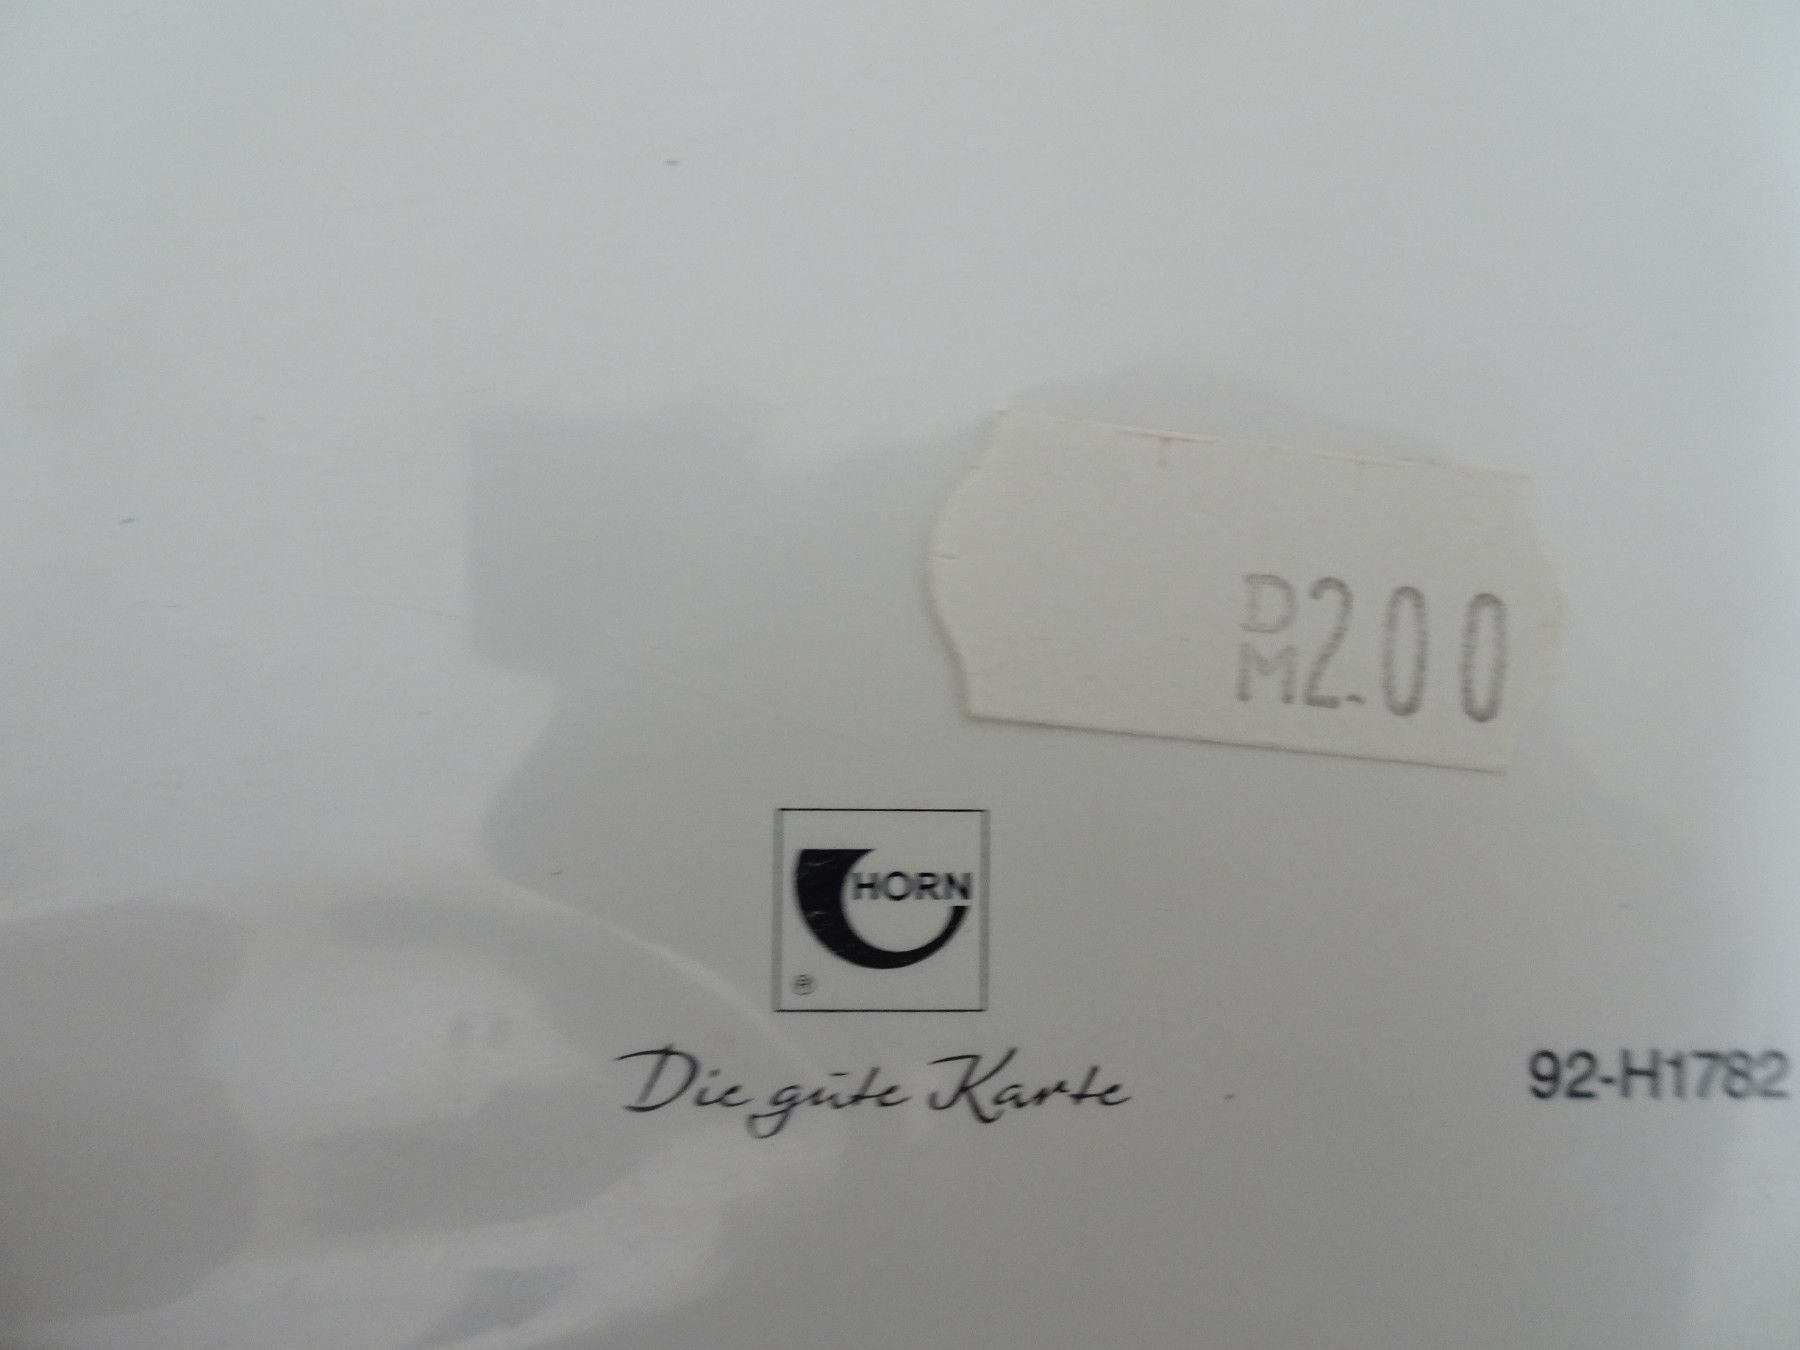 DM2.00
HORN
®
Die gute Karte
92-H1782